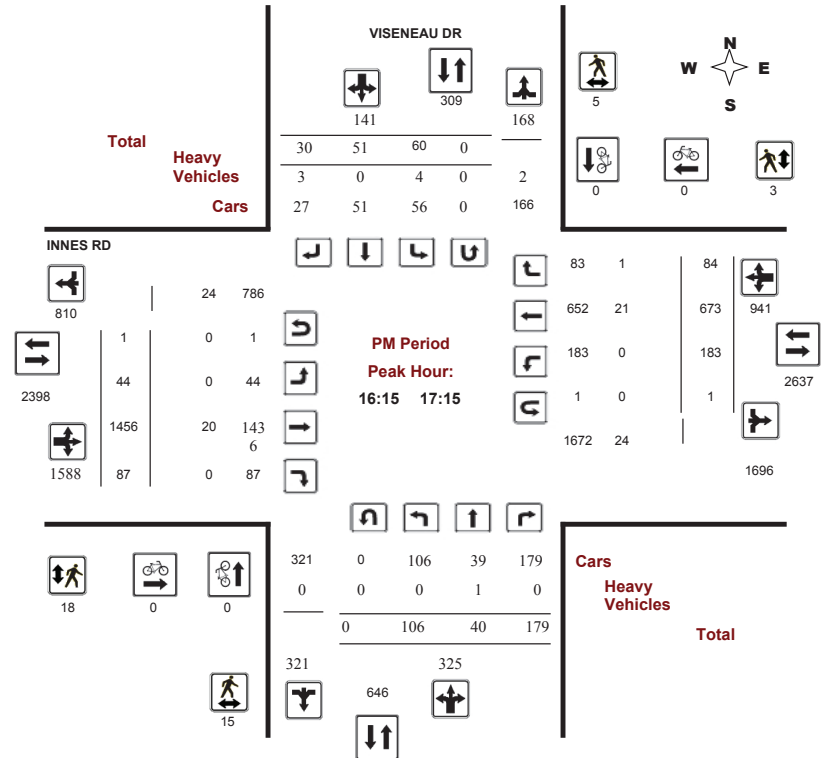 VISENEAU DR
N
W E
S
309
5
141
168
Total
30 51 60 0
Heavy
Vehicles
3 0 4 0 2
0 0 3
Cars
27 51 56 0 166
INNES RD
810
24 786
83 1 84
941
1 0 1
652 21 673
PM Period
2398
44 0 44
183 0 183
2637
Peak Hour:
16:15 17:15
1 0 1
1456 20 143
6
1672 24
1588 87 0 87
1696
321 0 106 39 179
Cars
0 0 0 1 0
Heavy
Vehicles
18 0 0
0 106 40 179
Total
321 325
646
15